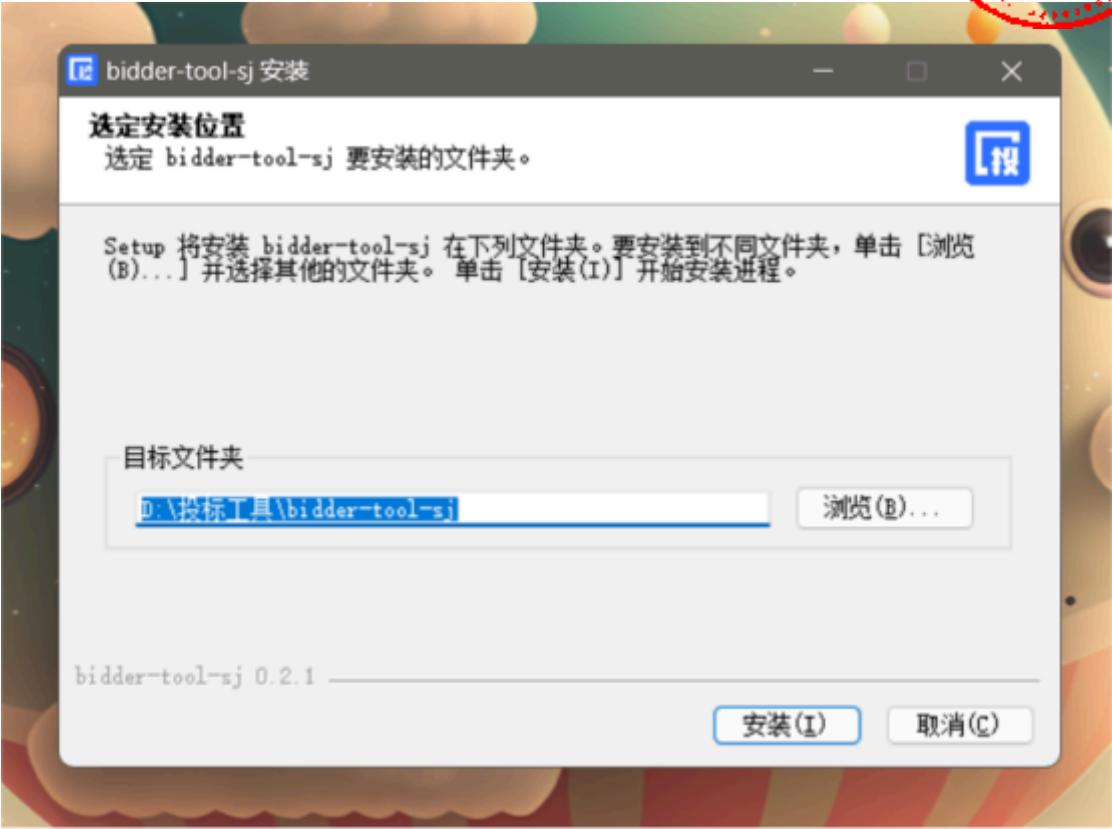 bidder-tool-sj 安装
选定安装位置
选定 bidder-tool-sj 要安装的文件夹。
投
Setup 将安装 bidder-tool-sj 在下列文件夹。要安装到不同文件夹，单击 [浏览
(B)...] 并选择其他的文件夹。 单击 [安装(I)] 开始安装进程。
目标文件夹
D:\投标工具\bidder-tool-sj
浏览(B)...
bidder-tool-sj 0.2.1
安装(I)
取消(C)